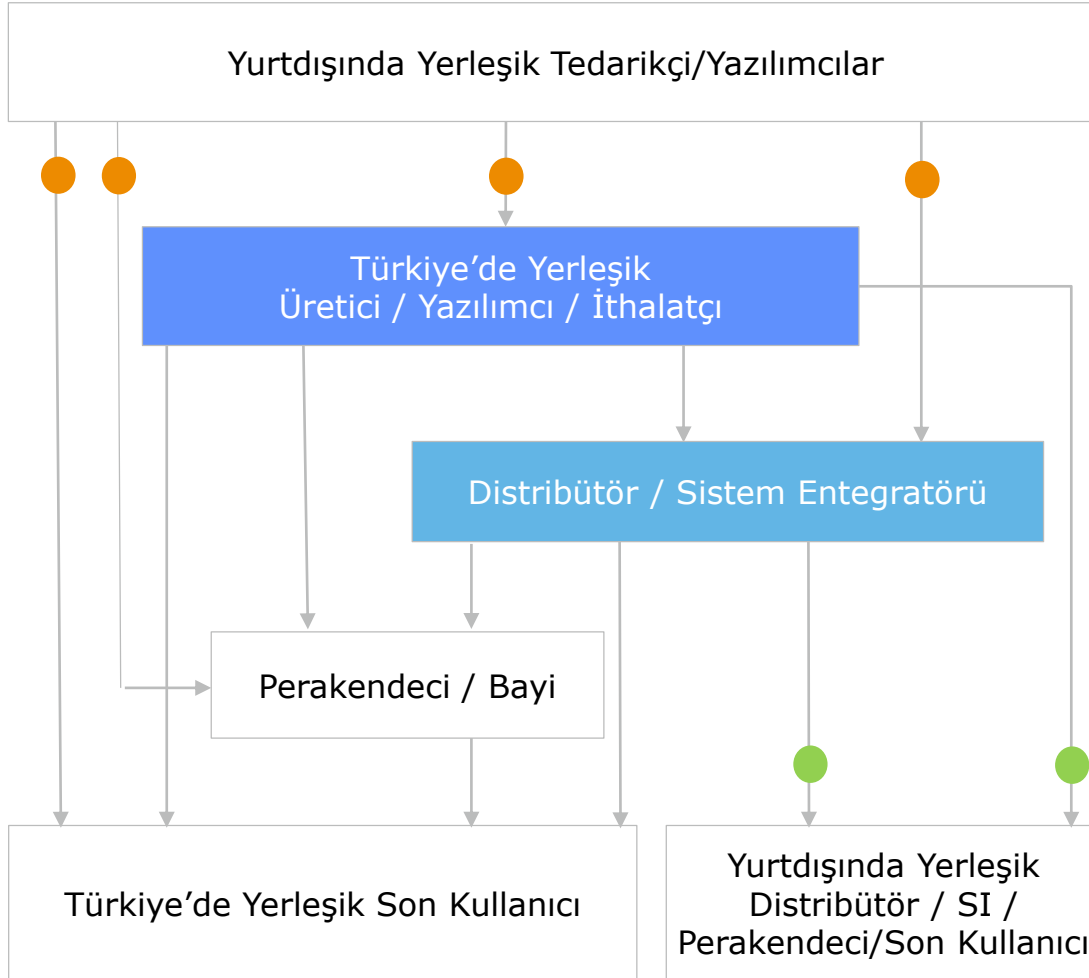 Yurtdışında Yerleşik Tedarikçi/Yazılımcılar
Türkiye’de Yerleşik
Üretici / Yazılımcı / İthalatçı
Distribütör / Sistem Entegratörü
Perakendeci / Bayi
Türkiye’de Yerleşik Son Kullanıcı
Yurtdışında Yerleşik
Distribütör / SI /
Perakendeci/Son Kullanıcı